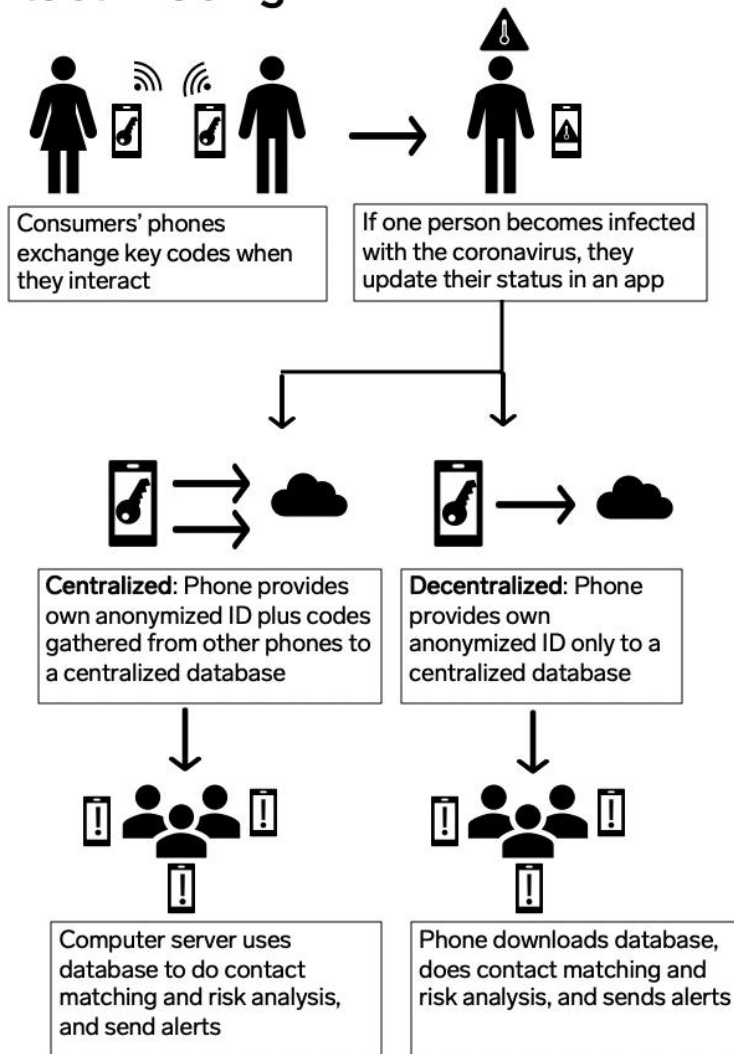 Consumers' phones
exchange key codes when
they interact
If one person becomes infected
with the coronavirus, they
update their status in an app
Centralized: Phone provides
own anonymized ID plus codes
gathered from other phones to
a centralized database
Decentralized: Phone
provides own
anonymized ID only to a
centralized database
Computer server uses
database to do contact
matching and risk analysis,
and send alerts
Phone downloads database,
does contact matching and
risk analysis, and sends alerts